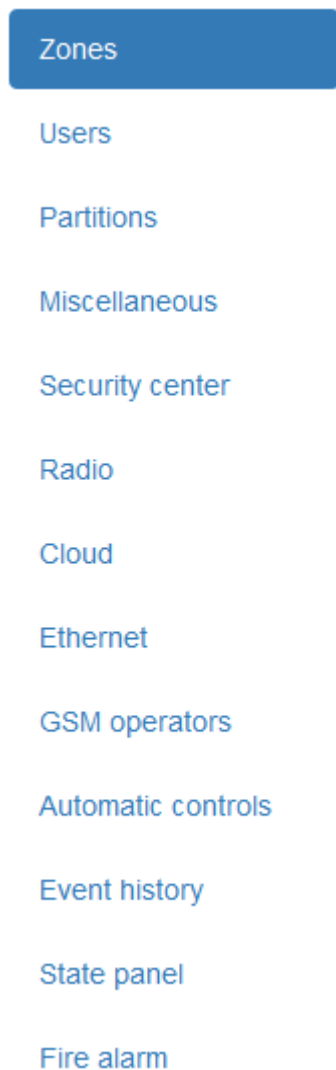 Zones
Users
Partitions
Miscellaneous
Security center
Radio
Cloud
Ethernet
GSM operators
Automatic controls
Event history
State panel
Fire alarm